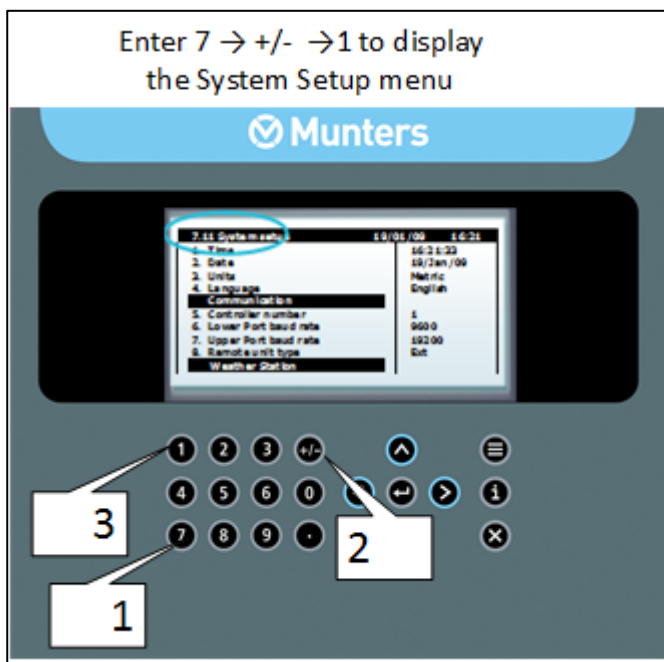 Enter 7 → +/- →1 to display
the System Setup menu
Munters
7.11 System setup 19/01/09 16:21
1. Time 16:21:33
2. Date 19/Jan/09
3. Units Metric
4. Language English
Communication
5. Controller number 1
6. Lower Port baud rate 9600
7. Upper Port baud rate 19200
8. Remote unit type Ext
Weather Station
1 2 3 +/-
4 5 6 0 i
7 8 9 .
3
2
1